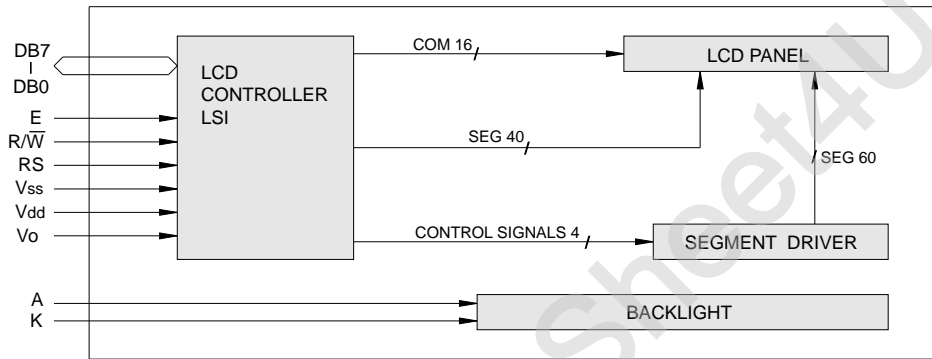 DB7
DB0
E
R/W̅
RS
Vss
Vdd
Vo
A
K
LCD
CONTROLLER
LSI
COM 16
SEG 40
CONTROL SIGNALS 4
LCD PANEL
SEG 60
SEGMENT DRIVER
BACKLIGHT
Sheet4U